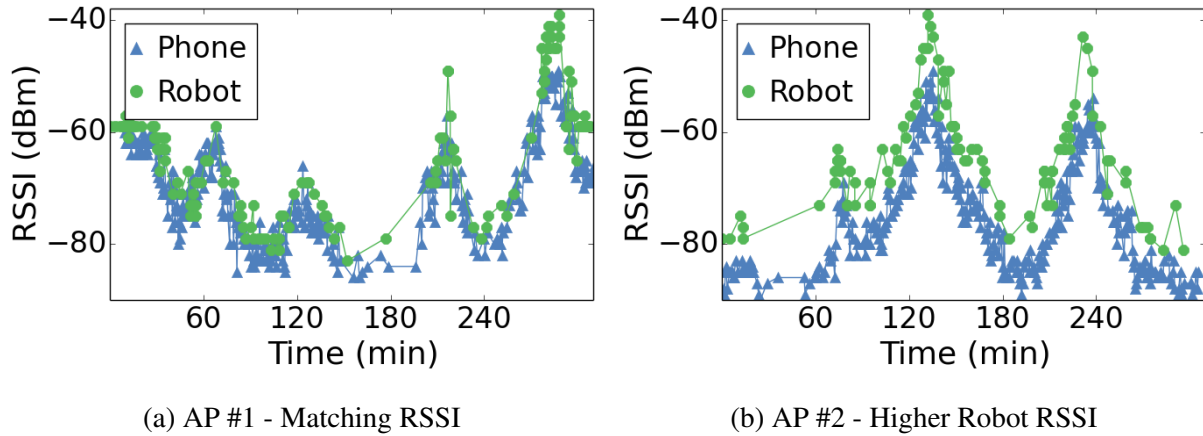 −40
−60
−80
RSSI (dBm)
Phone
Robot
60 120 180 240
Time (min)
(a) AP #1 - Matching RSSI
−40
−60
−80
RSSI (dBm)
Phone
Robot
60 120 180 240
Time (min)
(b) AP #2 - Higher Robot RSSI